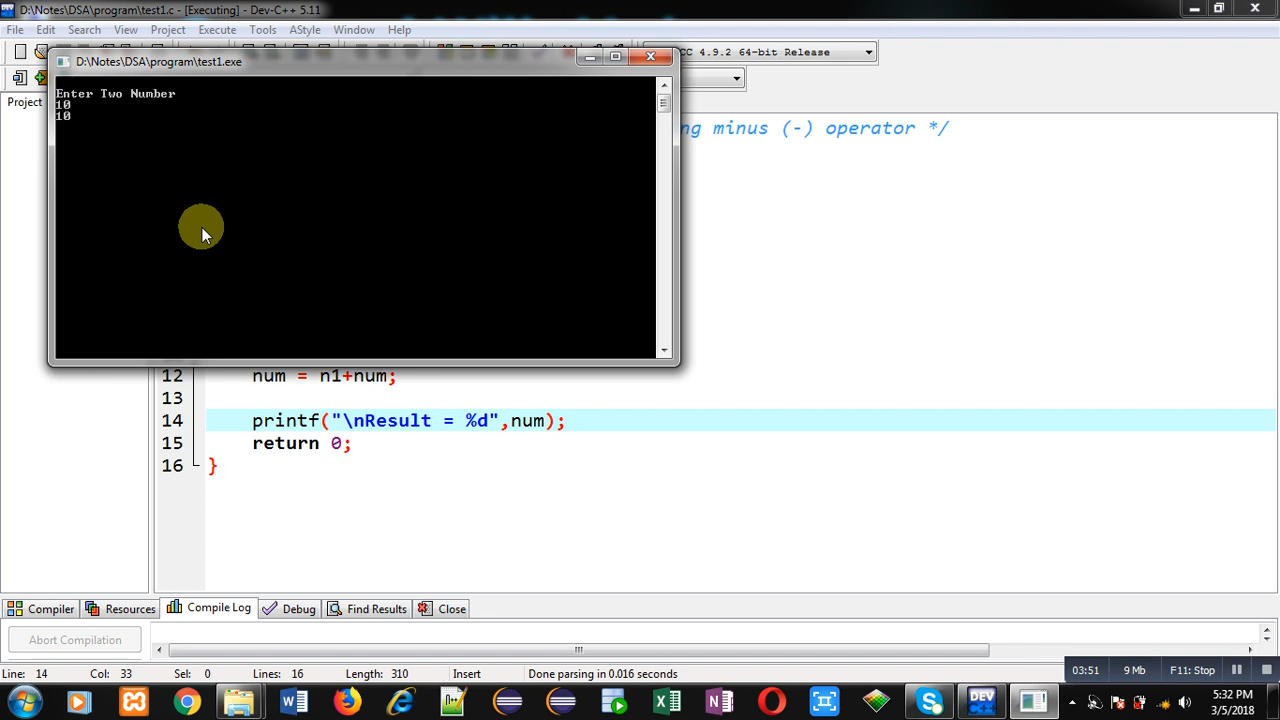 D:\Notes\DSA\program\test1.c - [Executing] - Dev-C++ 5.11
File Edit Search View Project Execute Tools AStyle Window Help
CC 4.9.2 64-bit Release
D:\Notes\DSA\program\test1.exe
Project
Enter Two Number
10
10
ng minus (-) operator */
12 num = n1+num;
13
14 printf("\nResult = %d",num);
15 return 0;
16 }
Compiler Resources Compile Log Debug Find Results Close
Abort Compilation
Line: 14 Col: 33 Sel: 0 Lines: 16 Length: 310 Insert Done parsing in 0.016 seconds
03:51 9 Mb F11: Stop
DEV
5:32 PM
3/5/2018